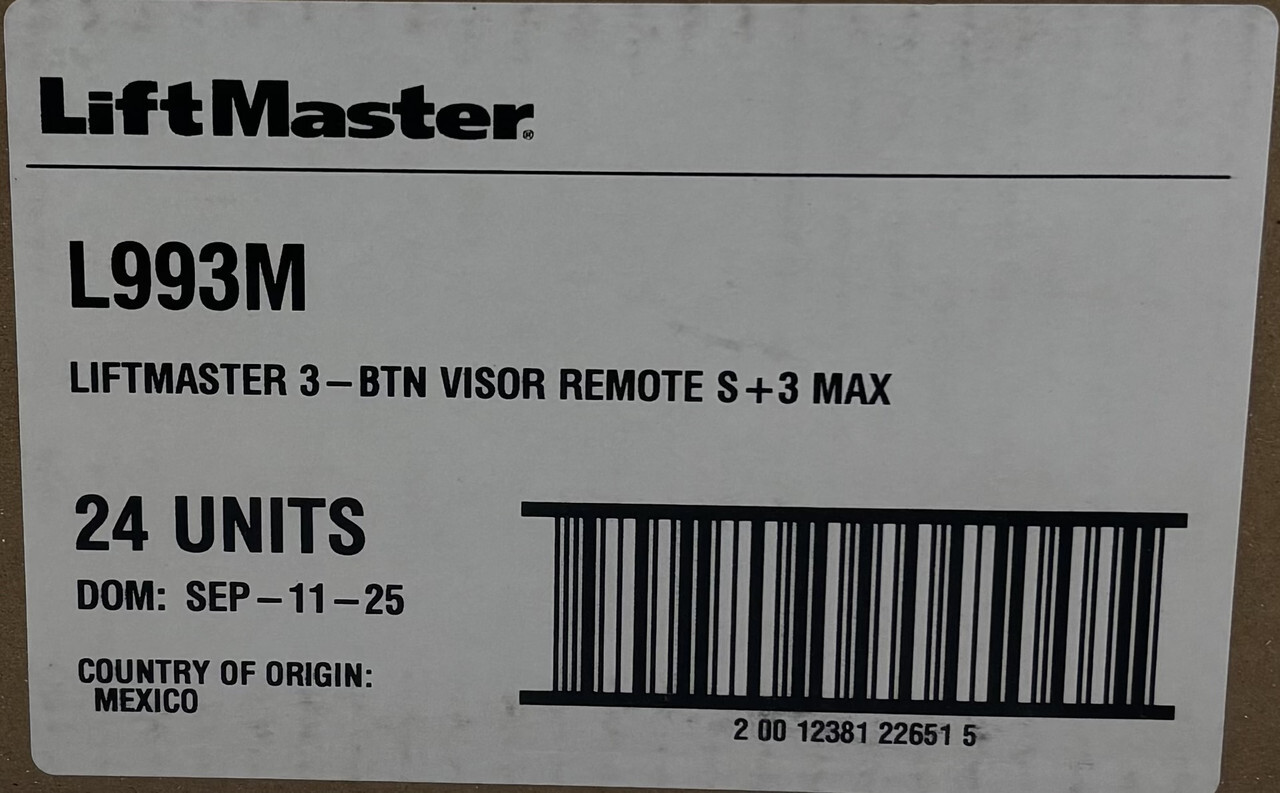 LiftMaster®
L993M
LIFTMASTER 3-BTN VISOR REMOTE S+3 MAX
24 UNITS
DOM: SEP-11-25
COUNTRY OF ORIGIN:
MEXICO
2 00 12381 22651 5